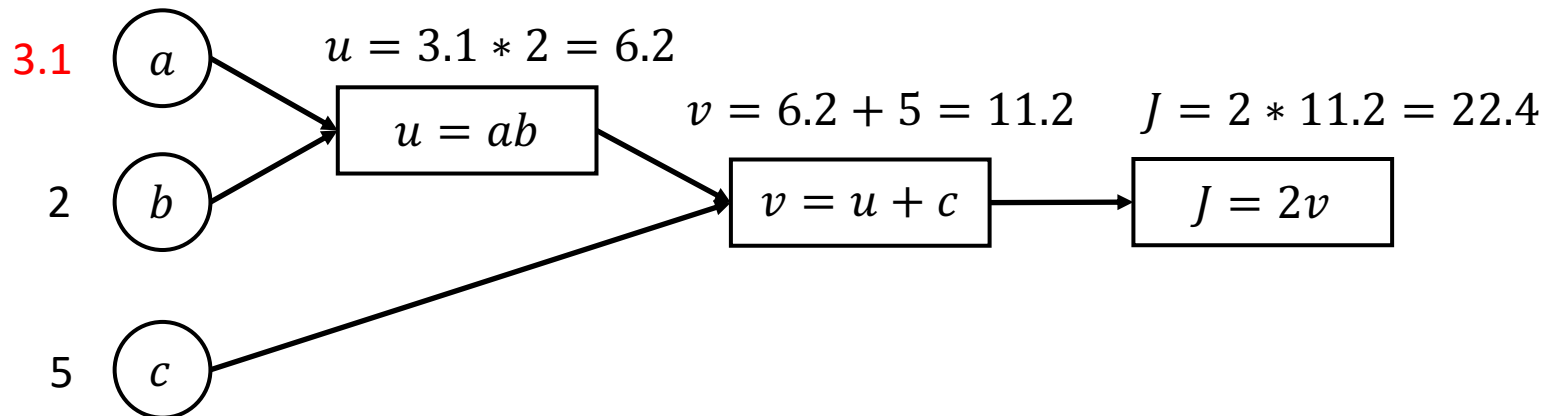 3.1 a u = 3.1 ∗ 2 = 6.2
u = ab
v = 6.2 + 5 = 11.2 J = 2 ∗ 11.2 = 22.4
2 b v = u + c J = 2v
5 c